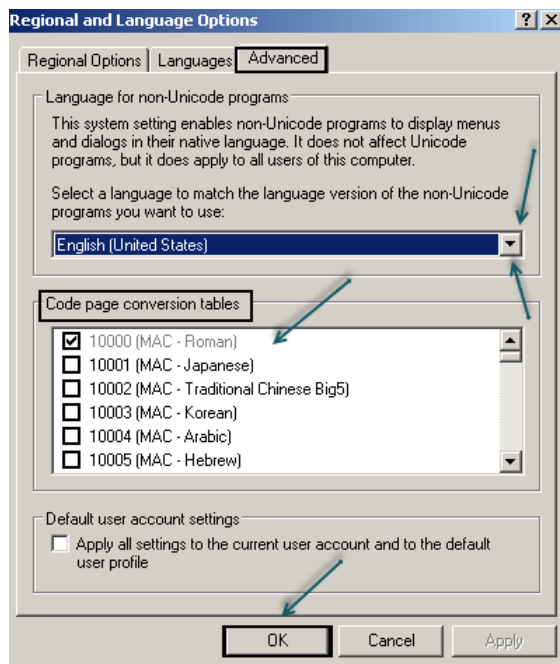 Regional and Language Options
Regional Options Languages Advanced
Language for non-Unicode programs
This system setting enables non-Unicode programs to display menus
and dialogs in their native language. It does not affect Unicode
programs, but it does apply to all users of this computer.
Select a language to match the language version of the non-Unicode
programs you want to use:
English (United States)
Code page conversion tables
10000 (MAC - Roman)
10001 (MAC - Japanese)
10002 (MAC - Traditional Chinese Big5)
10003 (MAC - Korean)
10004 (MAC - Arabic)
10005 (MAC - Hebrew)
Default user account settings
Apply all settings to the current user account and to the default
user profile
OK Cancel Apply